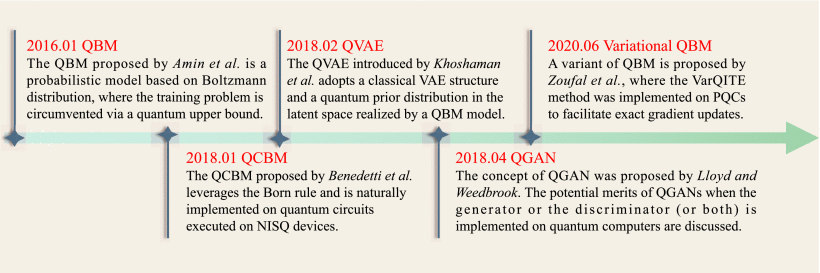 2016.01 QBM
The QBM proposed by Amin et al. is a
probabilistic model based on Boltzmann
distribution, where the training problem is
circumvented via a quantum upper bound.
2018.02 QVAE
The QVAE introduced by Khoshaman
et al. adopts a classical VAE structure
and a quantum prior distribution in the
latent space realized by a QBM model.
2020.06 Variational QBM
A variant of QBM is proposed by
Zoufal et al., where the VarQITE
method was implemented on PQCs
to facilitate exact gradient updates.
2018.01 QCBM
The QCBM proposed by Benedetti et al.
leverages the Born rule and is naturally
implemented on quantum circuits
executed on NISQ devices.
2018.04 QGAN
The concept of QGAN was proposed by Lloyd and
Weedbrook. The potential merits of QGANs when the
generator or the discriminator (or both) is
implemented on quantum computers are discussed.